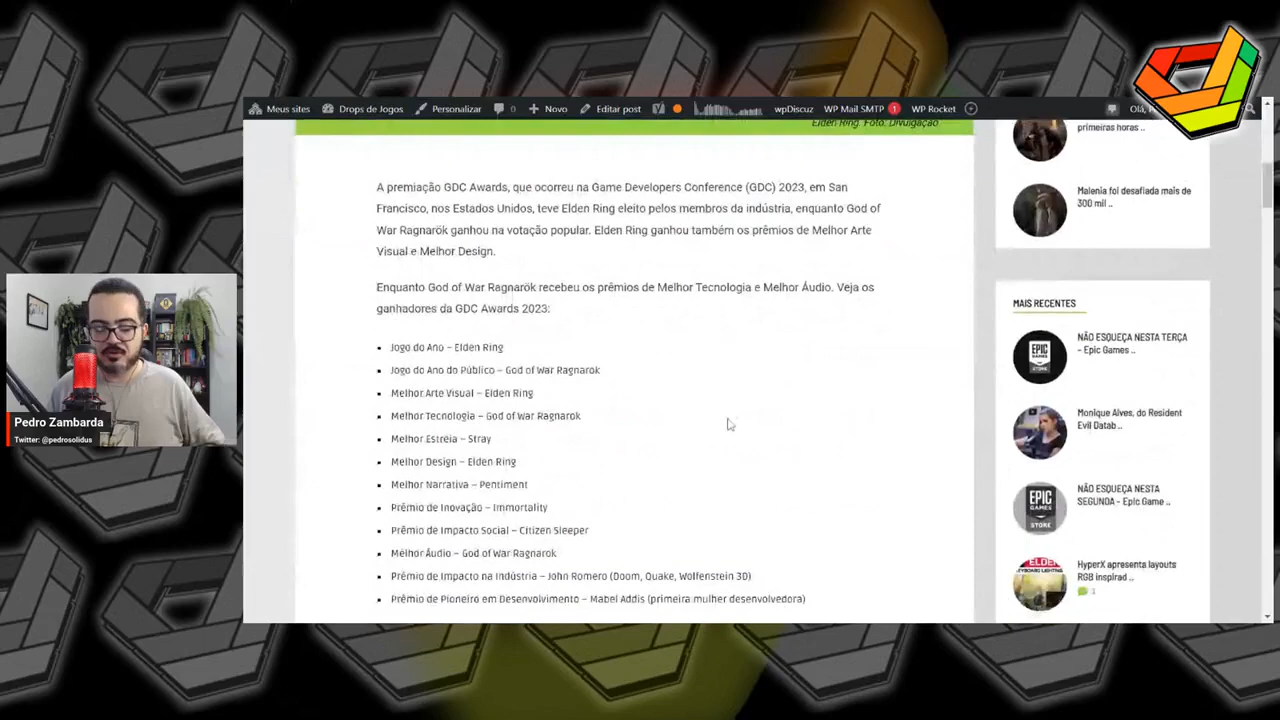 Meus sites
Drops de Jogos
Personalizar
0
Novo
Editar post
wpDiscuz
WP Mail SMTP
1
WP Rocket
Elden Ring. Foto: Divulgação
A premiação GDC Awards, que ocorreu na Game Developers Conference (GDC) 2023, em San
Francisco, nos Estados Unidos, teve Elden Ring eleito pelos membros da indústria, enquanto God of
War Ragnarök ganhou na votação popular. Elden Ring ganhou também os prêmios de Melhor Arte
Visual e Melhor Design.
Enquanto God of War Ragnarök recebeu os prêmios de Melhor Tecnologia e Melhor Áudio. Veja os
ganhadores da GDC Awards 2023:
Jogo do Ano – Elden Ring
Jogo do Ano do Público – God of War Ragnarok
Melhor Arte Visual – Elden Ring
Melhor Tecnologia – God of War Ragnarok
Melhor Estreia – Stray
Melhor Design – Elden Ring
Melhor Narrativa – Pentiment
Prêmio de Inovação – Immortality
Prêmio de Impacto Social – Citizen Sleeper
Melhor Áudio – God of War Ragnarok
Prêmio de Impacto na Indústria – John Romero (Doom, Quake, Wolfenstein 3D)
Prêmio de Pioneiro em Desenvolvimento – Mabel Addis (primeira mulher desenvolvedora)
primeiras horas ..
Malenia foi desafiada mais de
300 mil ..
MAIS RECENTES
NÃO ESQUEÇA NESTA TERÇA
– Epic Games ..
Monique Alves, do Resident
Evil Datab ..
NÃO ESQUEÇA NESTA
SEGUNDA – Epic Game ..
HyperX apresenta layouts
RGB inspirad ..
1
EPIC
GAMES
STORE
EPIC
GAMES
STORE
Pedro Zambarda
Twitter: @pedrosolidus